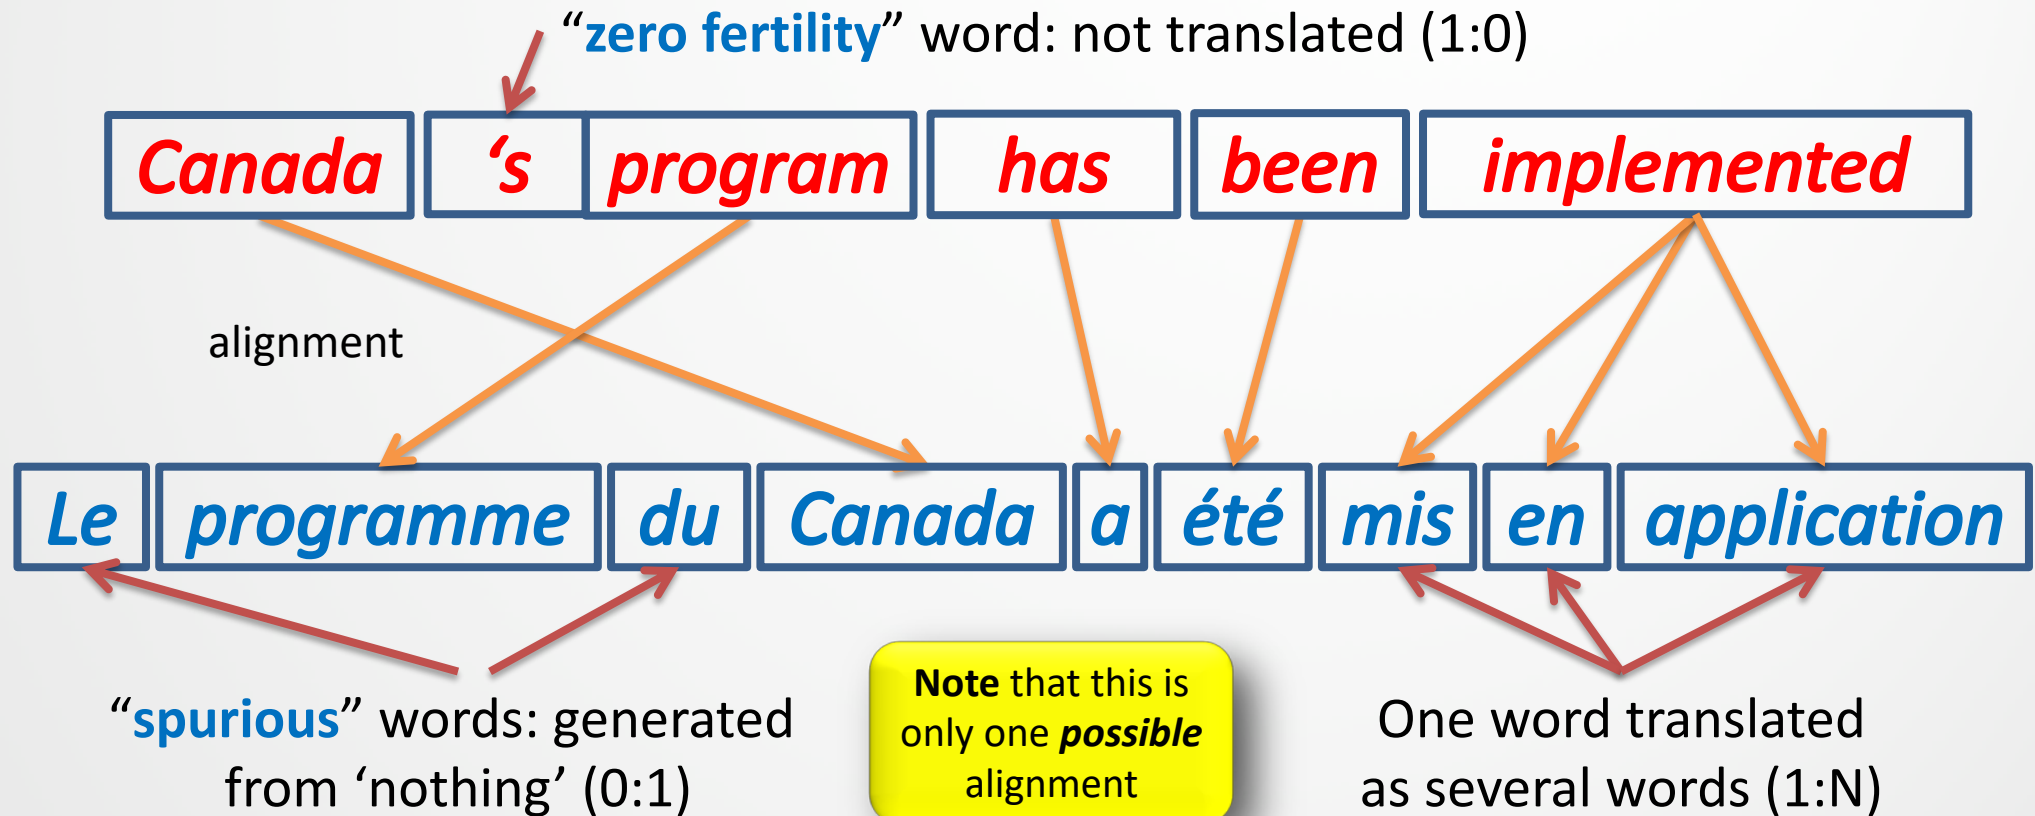 “zero fertility” word: not translated (1:0)
Canada ‘s program has been implemented
alignment
Le programme du Canada a été mis en application
“spurious” words: generated
from ‘nothing’ (0:1)
Note that this is
only one possible
alignment
One word translated
as several words (1:N)